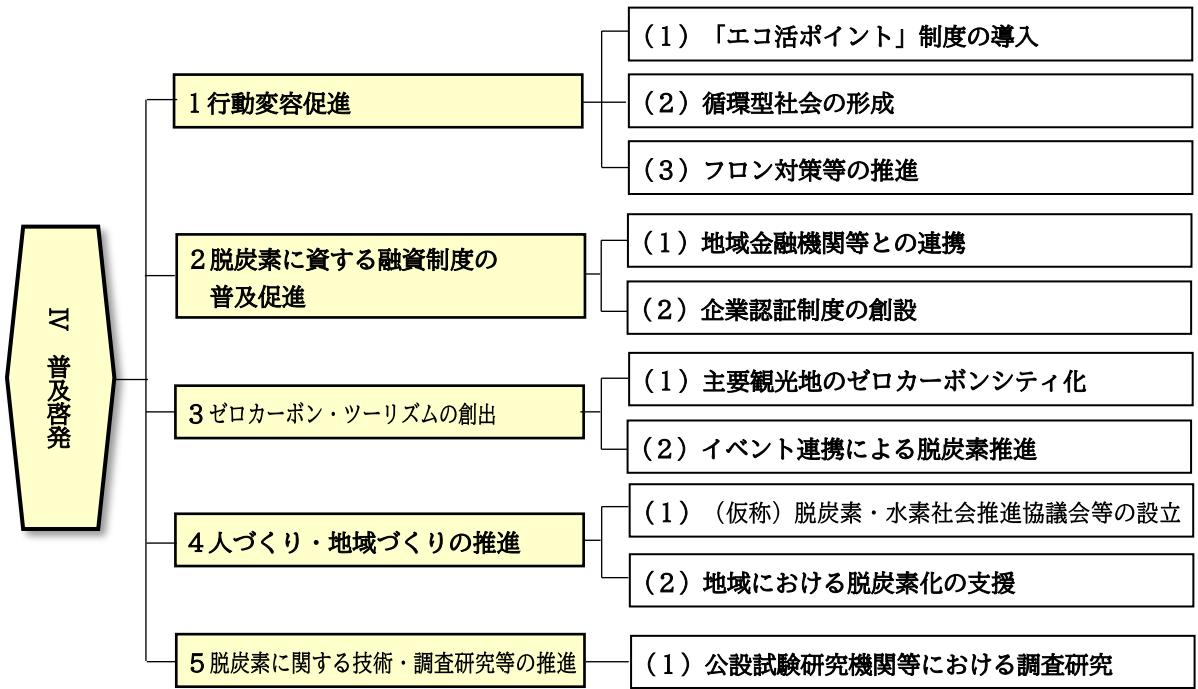 Ⅳ 普及啓発
１行動変容促進
（１）「エコ活ポイント」制度の導入
（２）循環型社会の形成
（３）フロン対策等の推進
２脱炭素に資する融資制度の
普及促進
（１）地域金融機関等との連携
（２）企業認証制度の創設
３ゼロカーボン・ツーリズムの創出
（１）主要観光地のゼロカーボンシティ化
（２）イベント連携による脱炭素推進
４人づくり・地域づくりの推進
（１）（仮称）脱炭素・水素社会推進協議会等の設立
（２）地域における脱炭素化の支援
５脱炭素に関する技術・調査研究等の推進
（１）公設試験研究機関等における調査研究